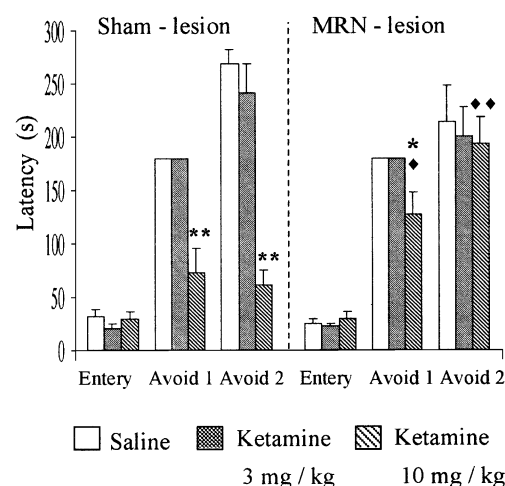 Sham - lesion
MRN - lesion
Latency (s)
300
250
200
150
100
50
0
**
**
*
Entery
Avoid 1
Avoid 2
Entery
Avoid 1
Avoid 2
Saline
Ketamine
3 mg / kg
Ketamine
10 mg / kg